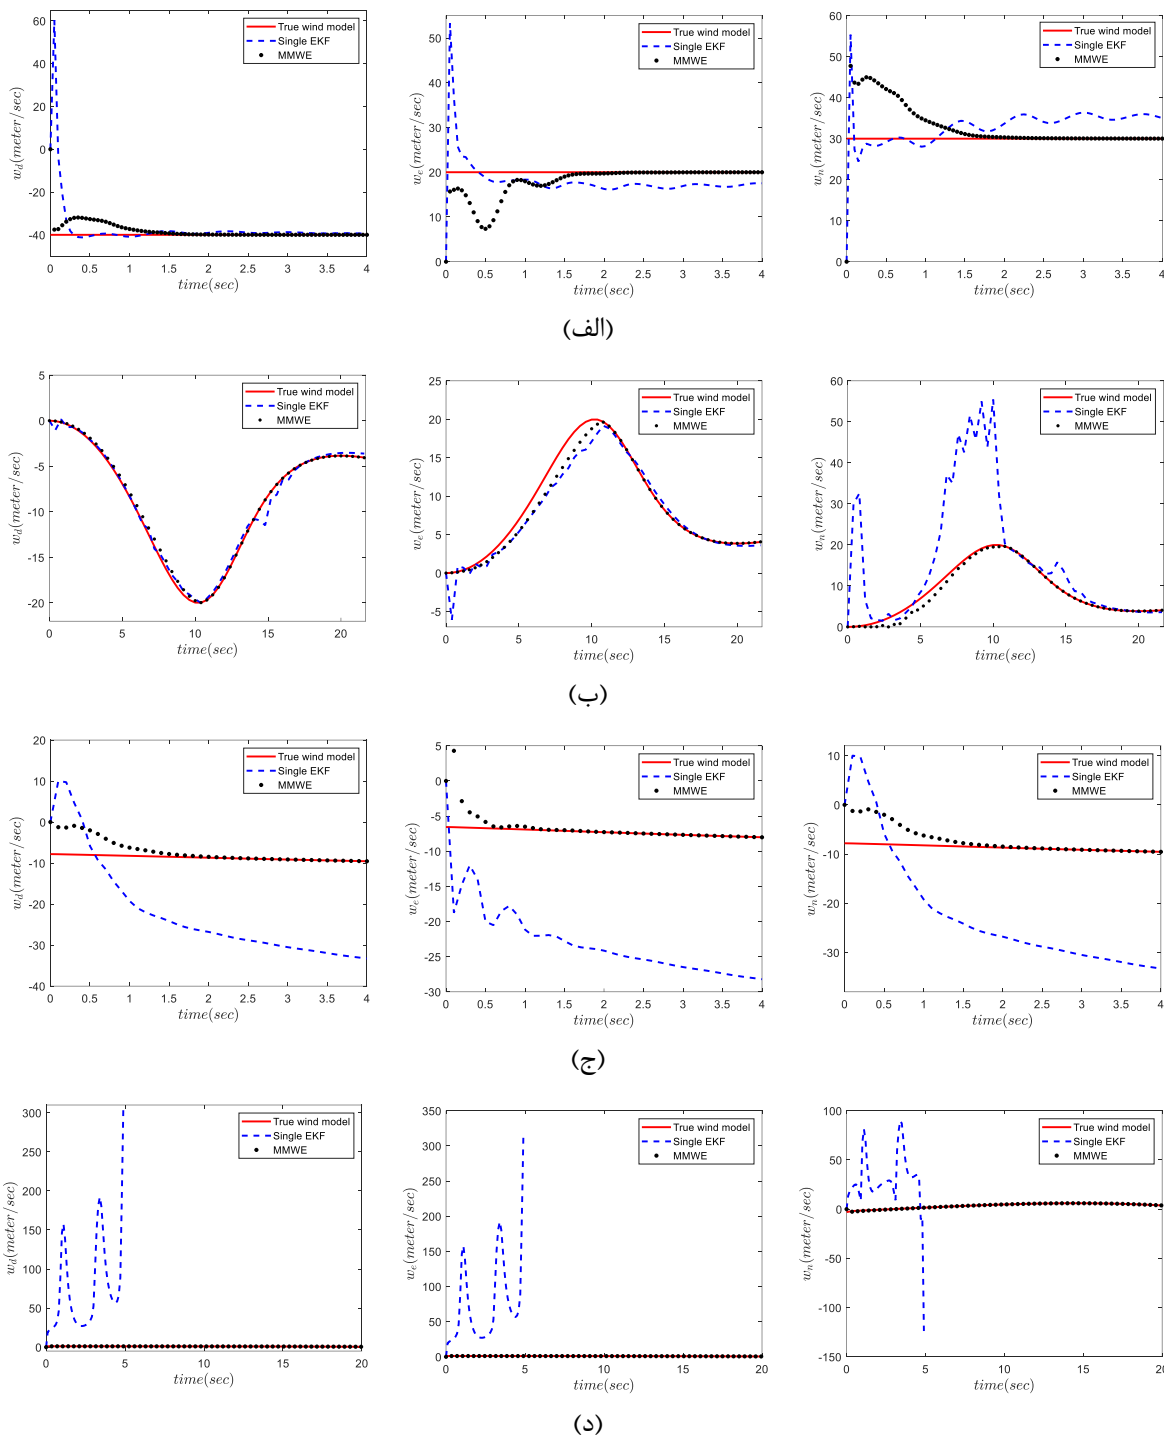 60
40
20
0
-20
-40
0
0.5
1
1.5
2
2.5
3
3.5
4
w_d(meter/sec)
time(sec)
True wind model
Single EKF
MMWE
50
40
30
20
10
0
0
0.5
1
1.5
2
2.5
3
3.5
4
w_e(meter/sec)
time(sec)
True wind model
Single EKF
MMWE
60
50
40
30
20
10
0
0
0.5
1
1.5
2
2.5
3
3.5
4
w_n(meter/sec)
time(sec)
True wind model
Single EKF
MMWE
(الف)
5
0
-5
-10
-15
-20
0
5
10
15
20
w_d(meter/sec)
time(sec)
True wind model
Single EKF
MMWE
25
20
15
10
5
0
-5
0
5
10
15
20
w_e(meter/sec)
time(sec)
True wind model
Single EKF
MMWE
60
50
40
30
20
10
0
0
5
10
15
20
w_n(meter/sec)
time(sec)
True wind model
Single EKF
MMWE
(ب)
20
10
0
-10
-20
-30
-40
0
0.5
1
1.5
2
2.5
3
3.5
4
w_d(meter/sec)
time(sec)
True wind model
Single EKF
MMWE
5
0
-5
-10
-15
-20
-25
-30
0
0.5
1
1.5
2
2.5
3
3.5
4
w_e(meter/sec)
time(sec)
True wind model
Single EKF
MMWE
10
0
-10
-20
-30
0
0.5
1
1.5
2
2.5
3
3.5
4
w_n(meter/sec)
time(sec)
True wind model
Single EKF
MMWE
(ج)
300
250
200
150
100
50
0
0
5
10
15
20
w_d(meter/sec)
time(sec)
True wind model
Single EKF
MMWE
350
300
250
200
150
100
50
0
0
5
10
15
20
w_e(meter/sec)
time(sec)
True wind model
Single EKF
MMWE
100
50
0
-50
-100
-150
0
5
10
15
20
w_n(meter/sec)
time(sec)
True wind model
Single EKF
MMWE
(د)